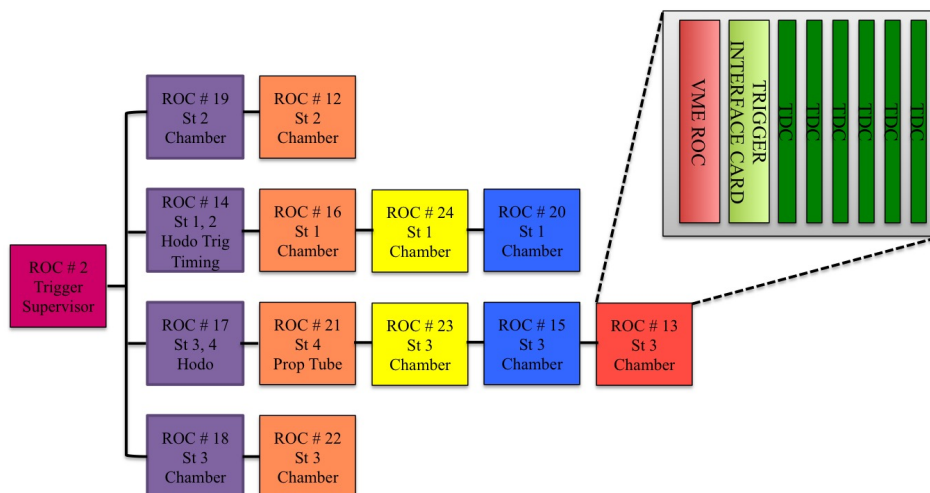 ROC # 19
St 2
Chamber
ROC # 12
St 2
Chamber
ROC # 14
St 1, 2
Hodo Trig
Timing
ROC # 16
St 1
Chamber
ROC # 24
St 1
Chamber
ROC # 20
St 1
Chamber
ROC # 2
Trigger
Supervisor
ROC # 17
St 3, 4
Hodo
ROC # 21
St 4
Prop Tube
ROC # 23
St 3
Chamber
ROC # 15
St 3
Chamber
ROC # 13
St 3
Chamber
ROC # 18
St 3
Chamber
ROC # 22
St 3
Chamber
VME ROC
TRIGGER
INTERFACE CARD
TDC
TDC
TDC
TDC
TDC
TDC